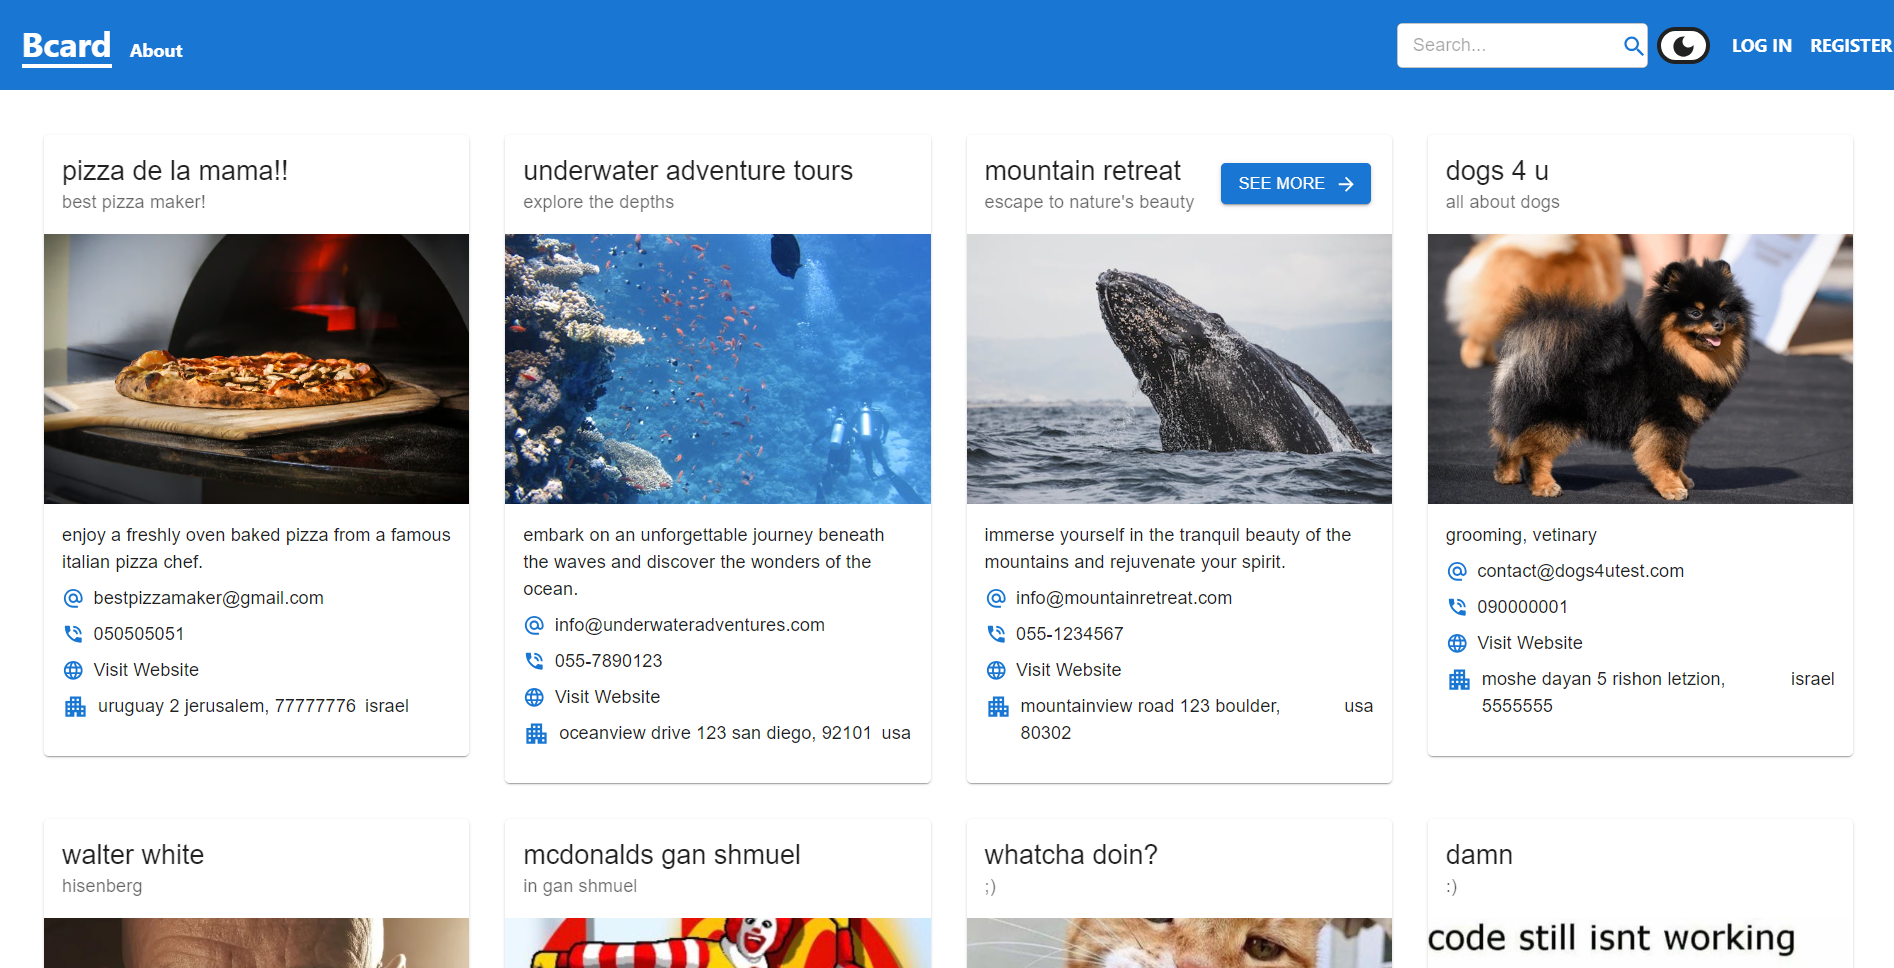 Bcard
About
Search...
LOG IN
REGISTER
pizza de la mama!!
best pizza maker!
enjoy a freshly oven baked pizza from a famous
italian pizza chef.
bestpizzamaker@gmail.com
050505051
Visit Website
uruguay 2 jerusalem, 77777776 israel
underwater adventure tours
explore the depths
embark on an unforgettable journey beneath
the waves and discover the wonders of the
ocean.
info@underwateradventures.com
055-7890123
Visit Website
oceanview drive 123 san diego, 92101 usa
mountain retreat
escape to nature's beauty
SEE MORE
immerse yourself in the tranquil beauty of the
mountains and rejuvenate your spirit.
info@mountainretreat.com
055-1234567
Visit Website
mountainview road 123 boulder, usa
80302
dogs 4 u
all about dogs
grooming, vetinary
contact@dogs4utest.com
090000001
Visit Website
moshe dayan 5 rishon letzion, israel
5555555
walter white
hisenberg
mcdonalds gan shmuel
in gan shmuel
whatcha doin?
;)
damn
:)
code still isnt working